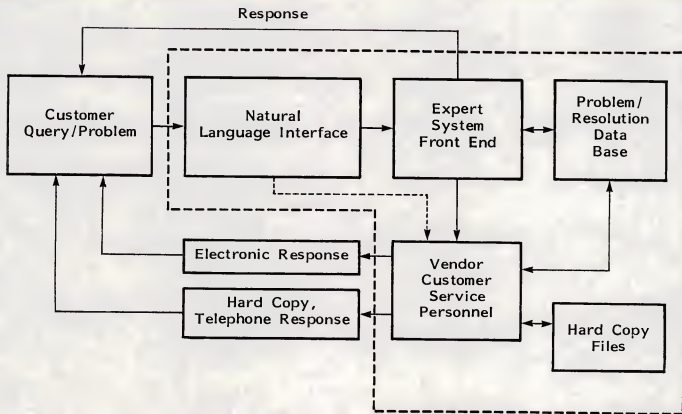 Response
Customer
Query/Problem
Natural
Language Interface
Expert
System
Front End
Problem/
Resolution
Data
Base
Electronic Response
Hard Copy,
Telephone Response
Vendor
Customer
Service
Personnel
Hard Copy
Files